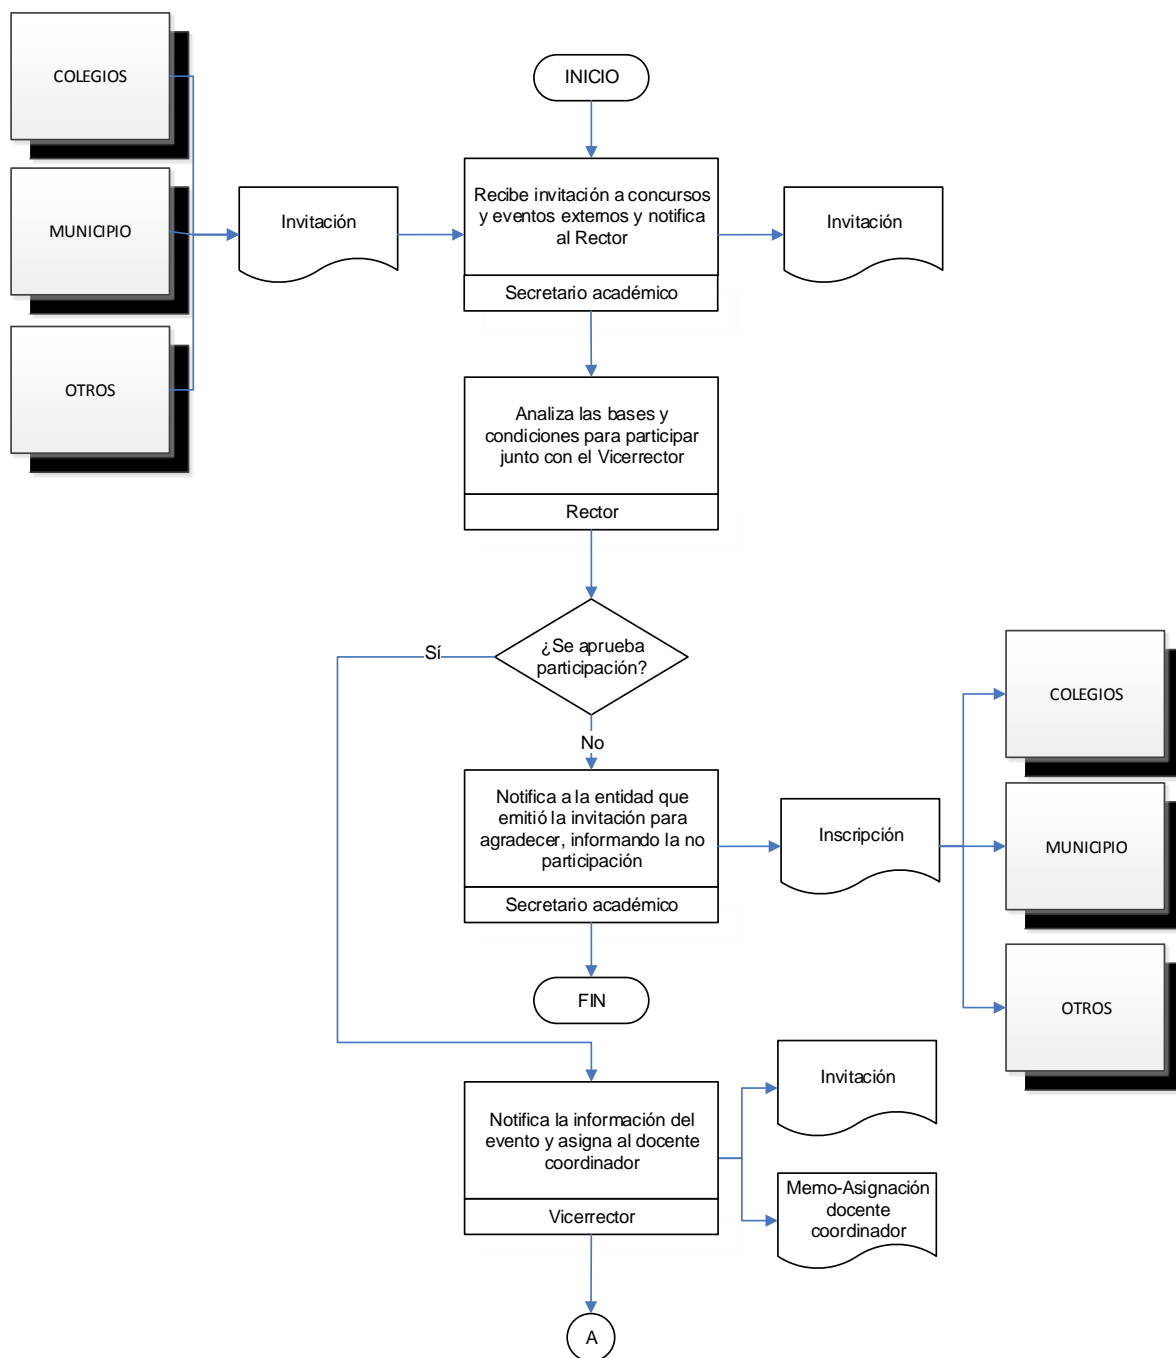 COLEGIOS
INICIO
Recibe invitación a concursos
y eventos externos y notifica
al Rector
Secretario académico
MUNICIPIO
Invitación
Invitación
OTROS
Analiza las bases y
condiciones para participar
junto con el Vicerrector
Rector
¿Se aprueba
participación?
Sí
No
COLEGIOS
Notifica a la entidad que
emitió la invitación para
agradecer, informando la no
participación
Secretario académico
Inscripción
MUNICIPIO
FIN
OTROS
Notifica la información del
evento y asigna al docente
coordinador
Vicerrector
Invitación
Memo-Asignación
docente
coordinador
A